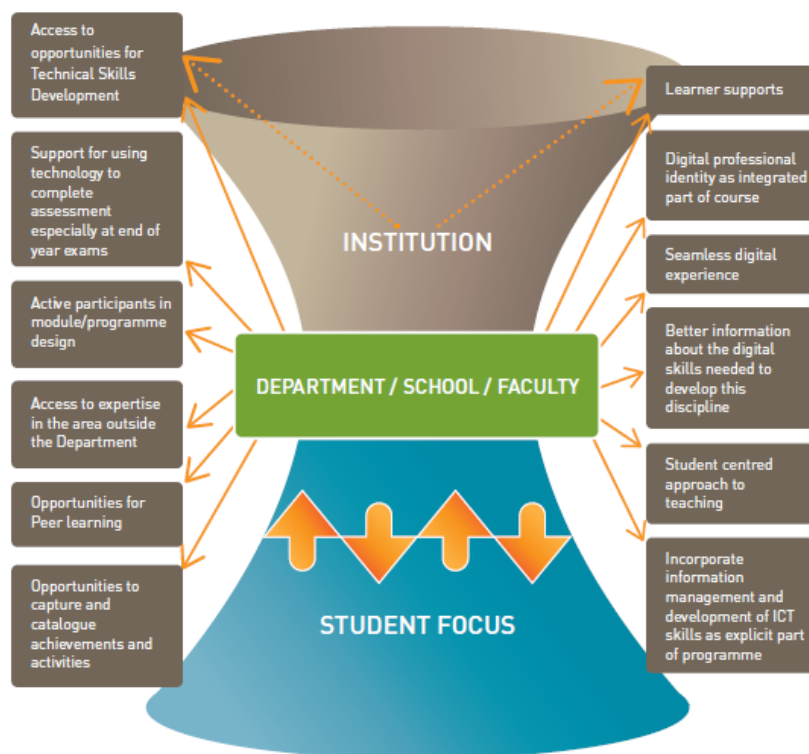 Access to
opportunities for
Technical Skills
Development
Support for using
technology to
complete
assessment
especially at end of
year exams
Active participants in
module/programme
design
Access to expertise
in the area outside
the Department
Opportunities for
Peer learning
Opportunities to
capture and
catalogue
achievements and
activities
INSTITUTION
DEPARTMENT / SCHOOL / FACULTY
STUDENT FOCUS
Learner supports
Digital professional
identity as integrated
part of course
Seamless digital
experience
Better information
about the digital
skills needed to
develop this
discipline
Student centred
approach to
teaching
Incorporate
information
management and
development of ICT
skills as explicit part
of programme